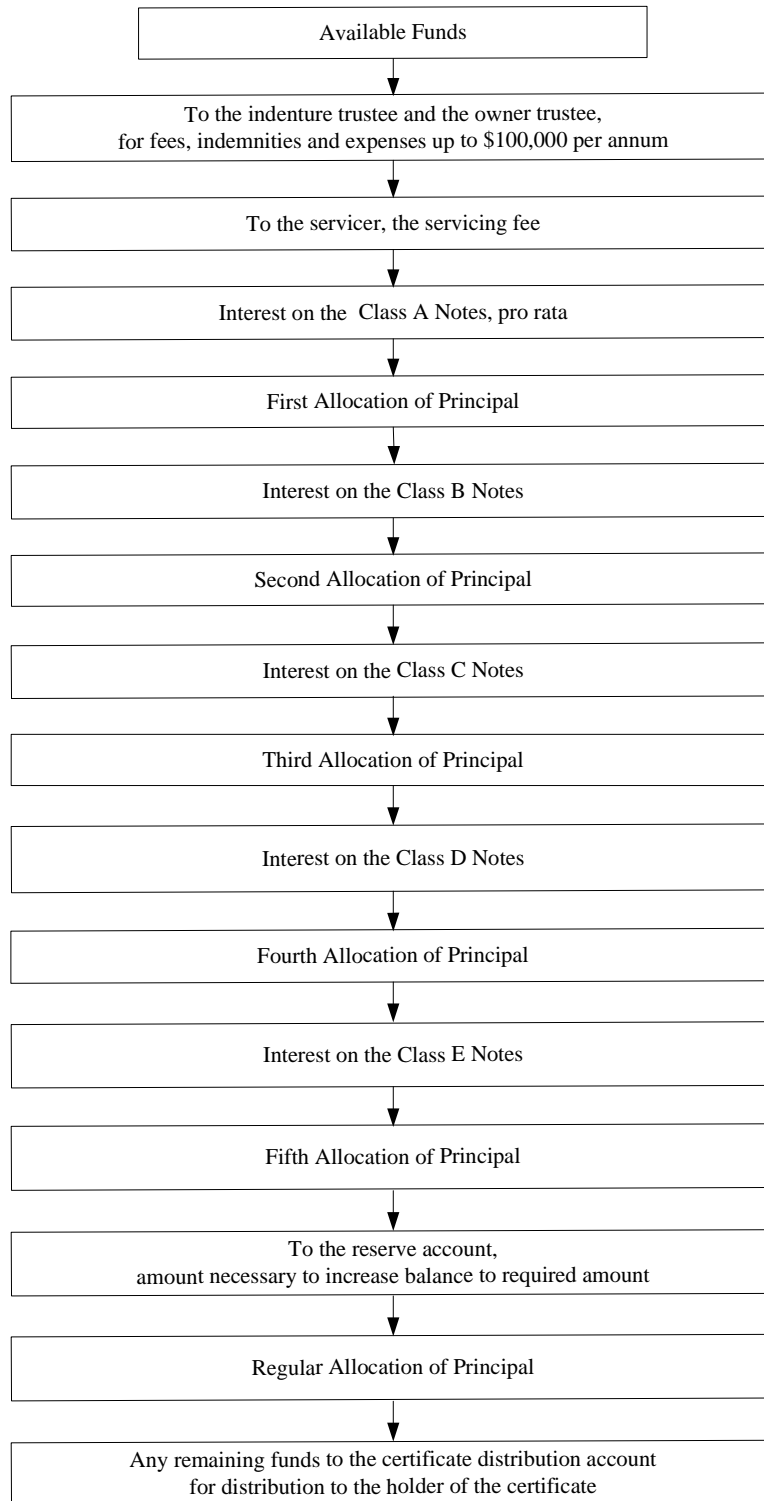 Available Funds
To the indenture trustee and the owner trustee,
for fees, indemnities and expenses up to $100,000 per annum
To the servicer, the servicing fee
Interest on the Class A Notes, pro rata
First Allocation of Principal
Interest on the Class B Notes
Second Allocation of Principal
Interest on the Class C Notes
Third Allocation of Principal
Interest on the Class D Notes
Fourth Allocation of Principal
Interest on the Class E Notes
Fifth Allocation of Principal
To the reserve account,
amount necessary to increase balance to required amount
Regular Allocation of Principal
Any remaining funds to the certificate distribution account
for distribution to the holder of the certificate